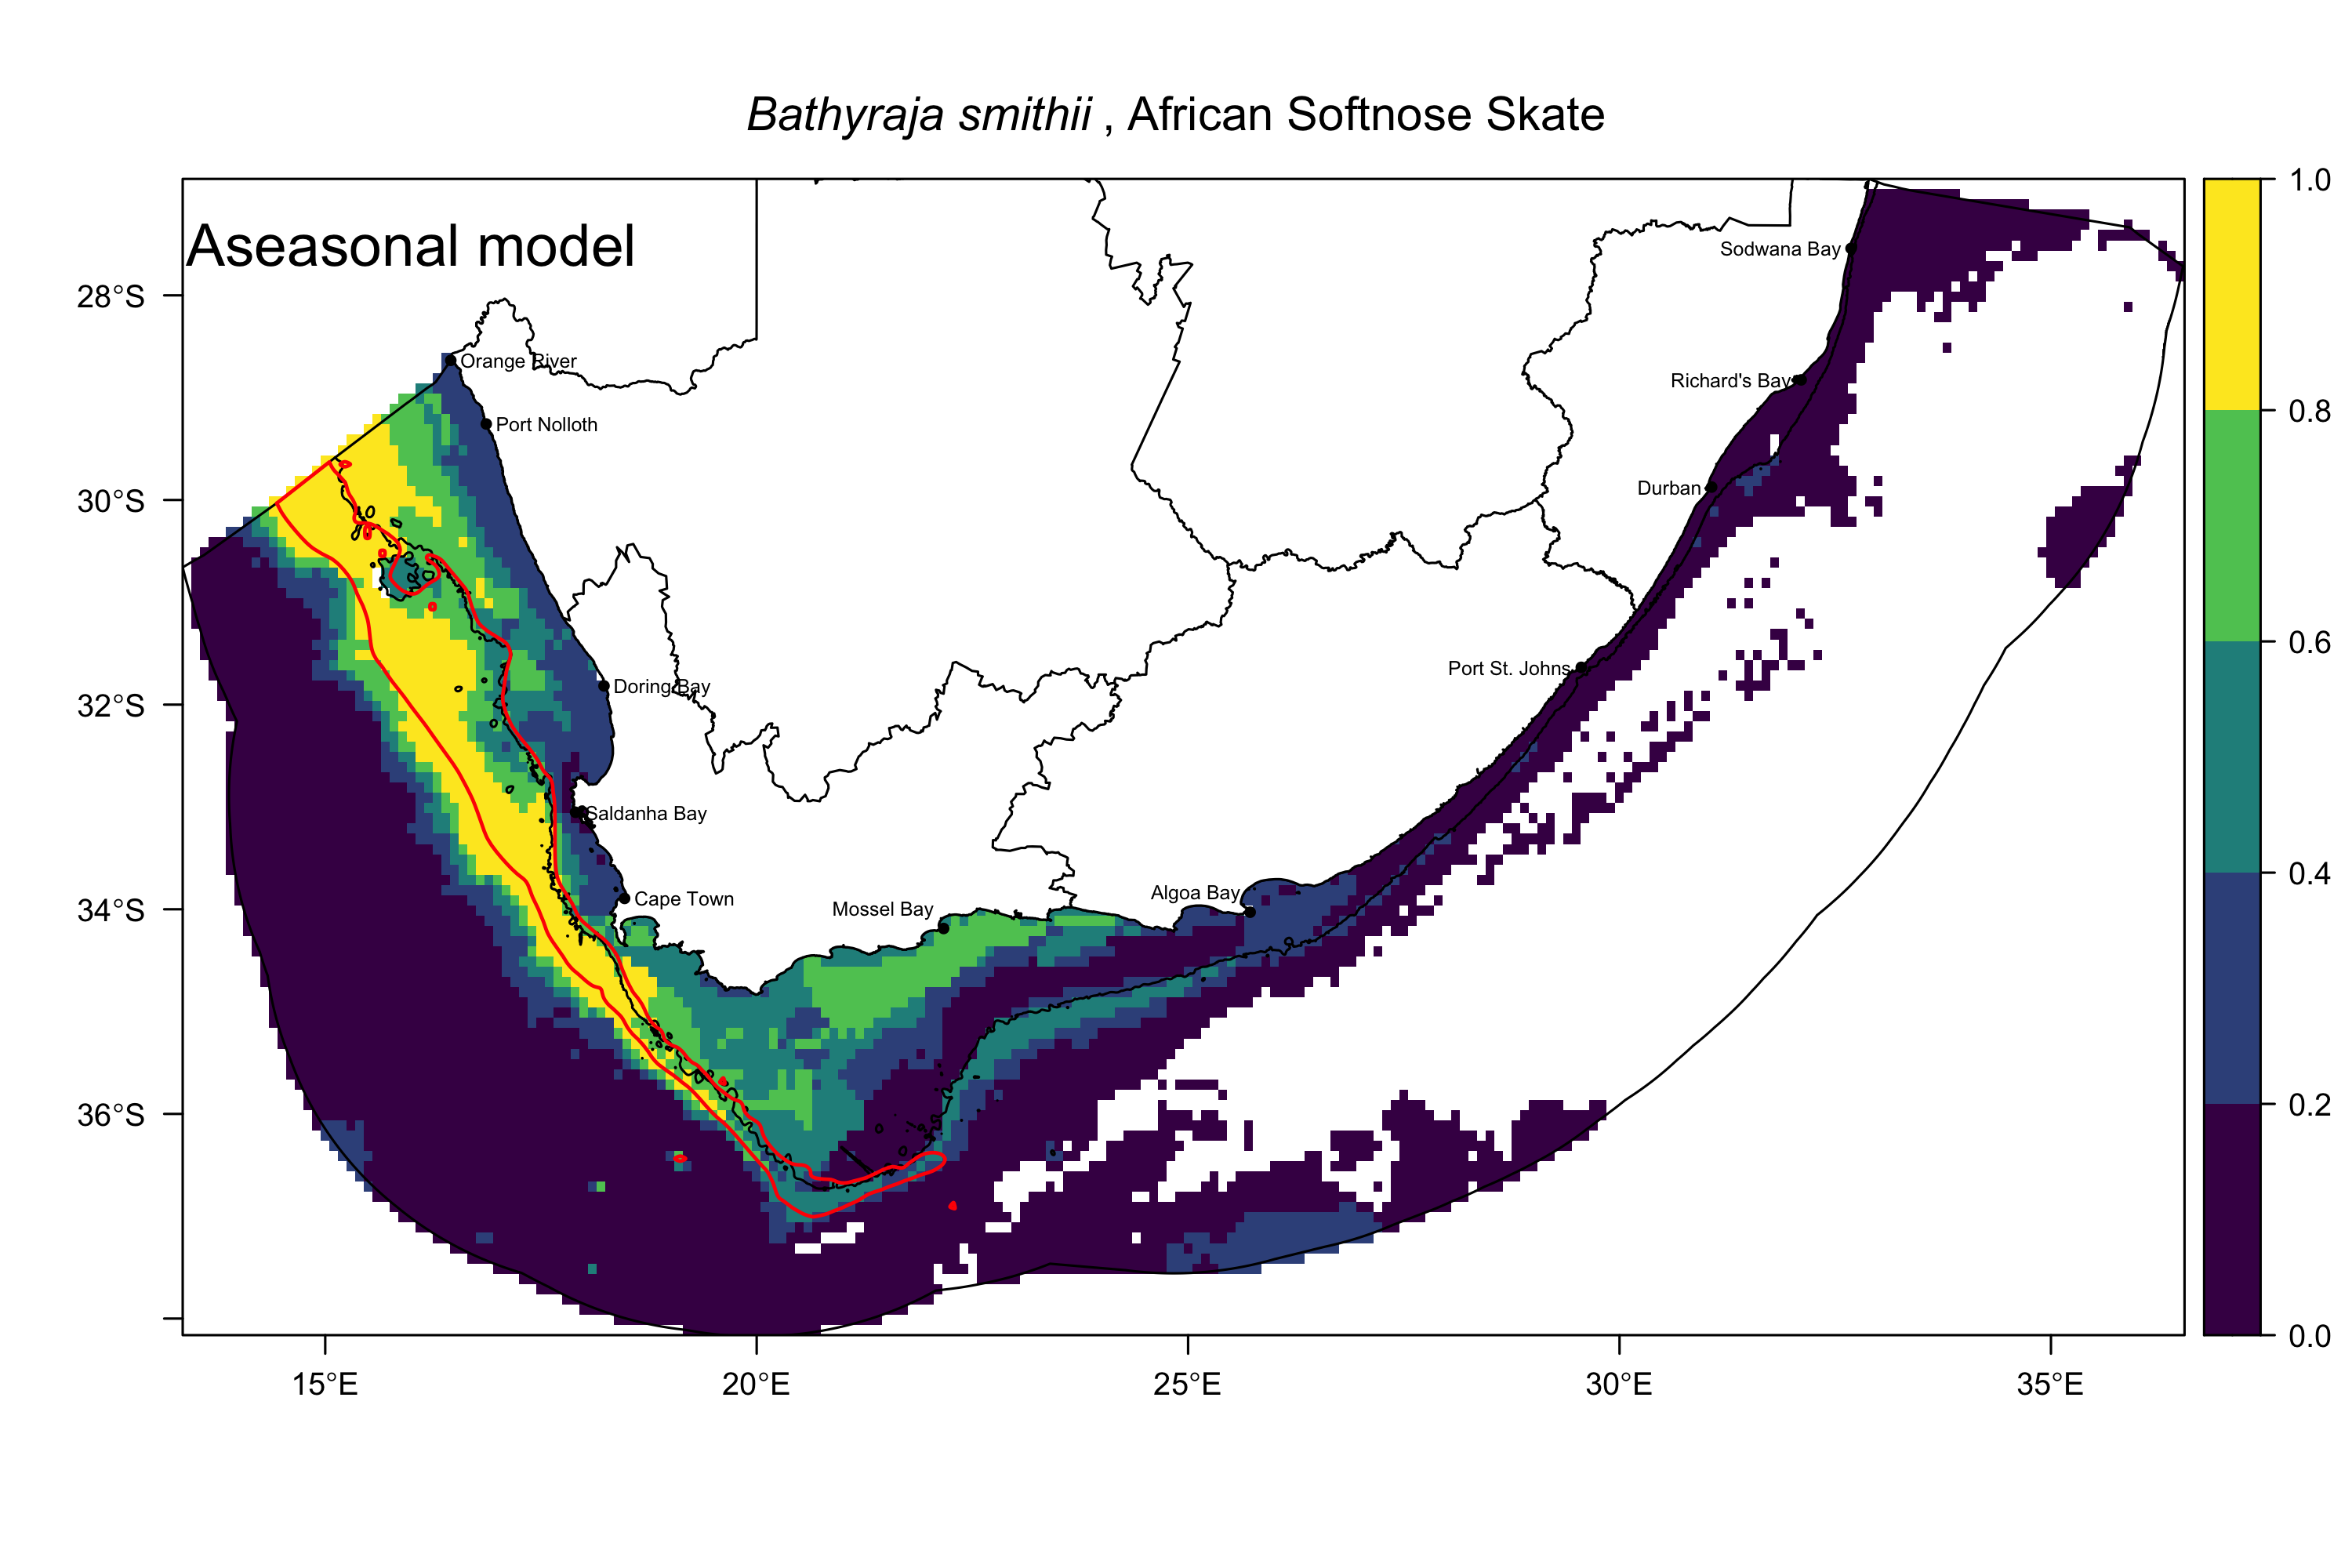 Bathyraja smithii , African Softnose Skate
Aseasonal model
1.0
0.8
0.6
0.4
0.2
0.0
28°S
30°S
32°S
34°S
36°S
15°E
20°E
25°E
30°E
35°E
Sodwana Bay
Orange River
Richard's Bay
Port Nolloth
Durban
Port St. Johns
Doring Bay
Saldanha Bay
Algoa Bay
Cape Town
Mossel Bay